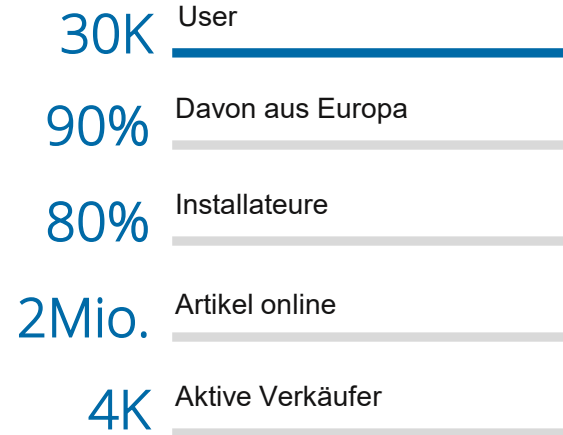 30K User
90% Davon aus Europa
80% Installateure
2Mio. Artikel online
4K Aktive Verkäufer